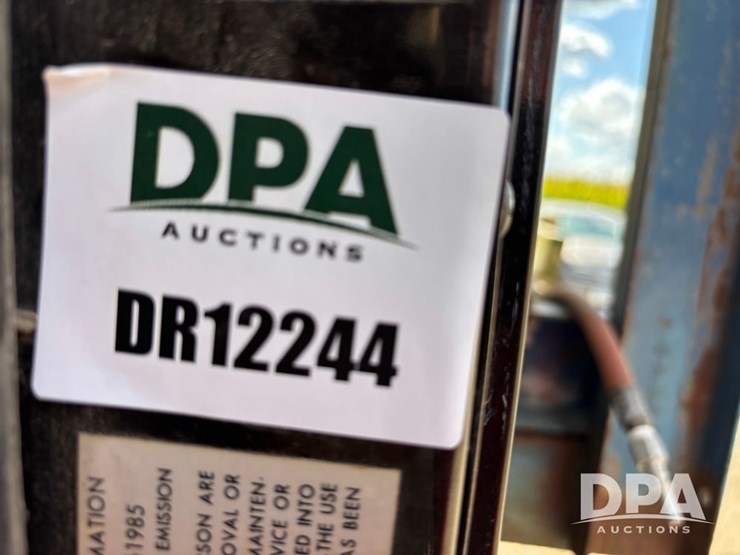 DPA
AUCTIONS
DR12244
MATION
1985
EMISSION
SSON ARE
OVAL OR
MAINTEN-
VICE OR
ED INTO
THE USE
AS BEEN
DPA
AUCTIONS